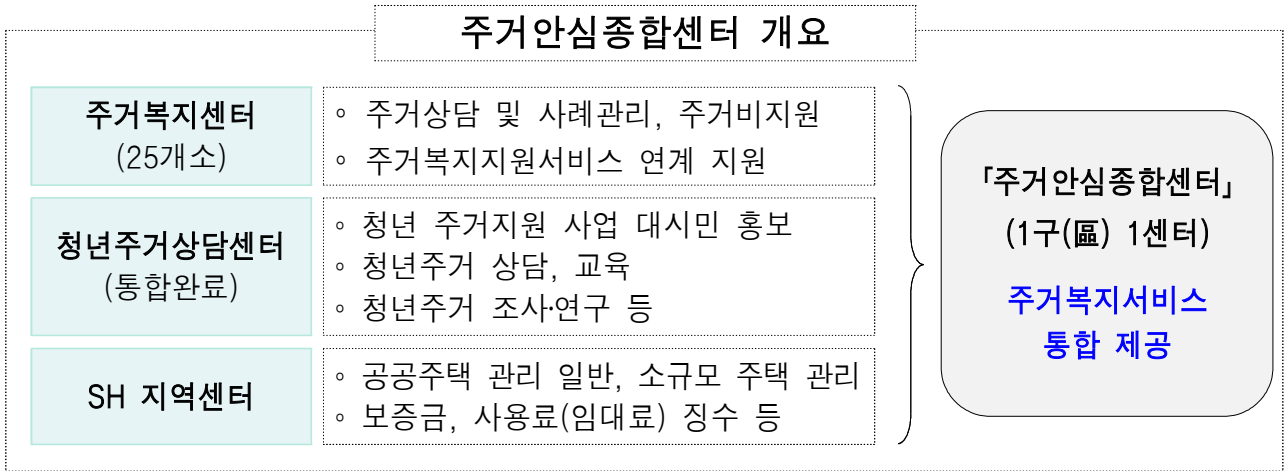 주거안심종합센터 개요
주거복지센터
(25개소)
◦ 주거상담 및 사례관리, 주거비지원
◦ 주거복지지원서비스 연계 지원
청년주거상담센터
(통합완료)
◦ 청년 주거지원 사업 대시민 홍보
◦ 청년주거 상담, 교육
◦ 청년주거 조사·연구 등
SH 지역센터
◦ 공공주택 관리 일반, 소규모 주택 관리
◦ 보증금, 사용료(임대료) 징수 등
「주거안심종합센터」
(1구(區) 1센터)
주거복지서비스
통합 제공